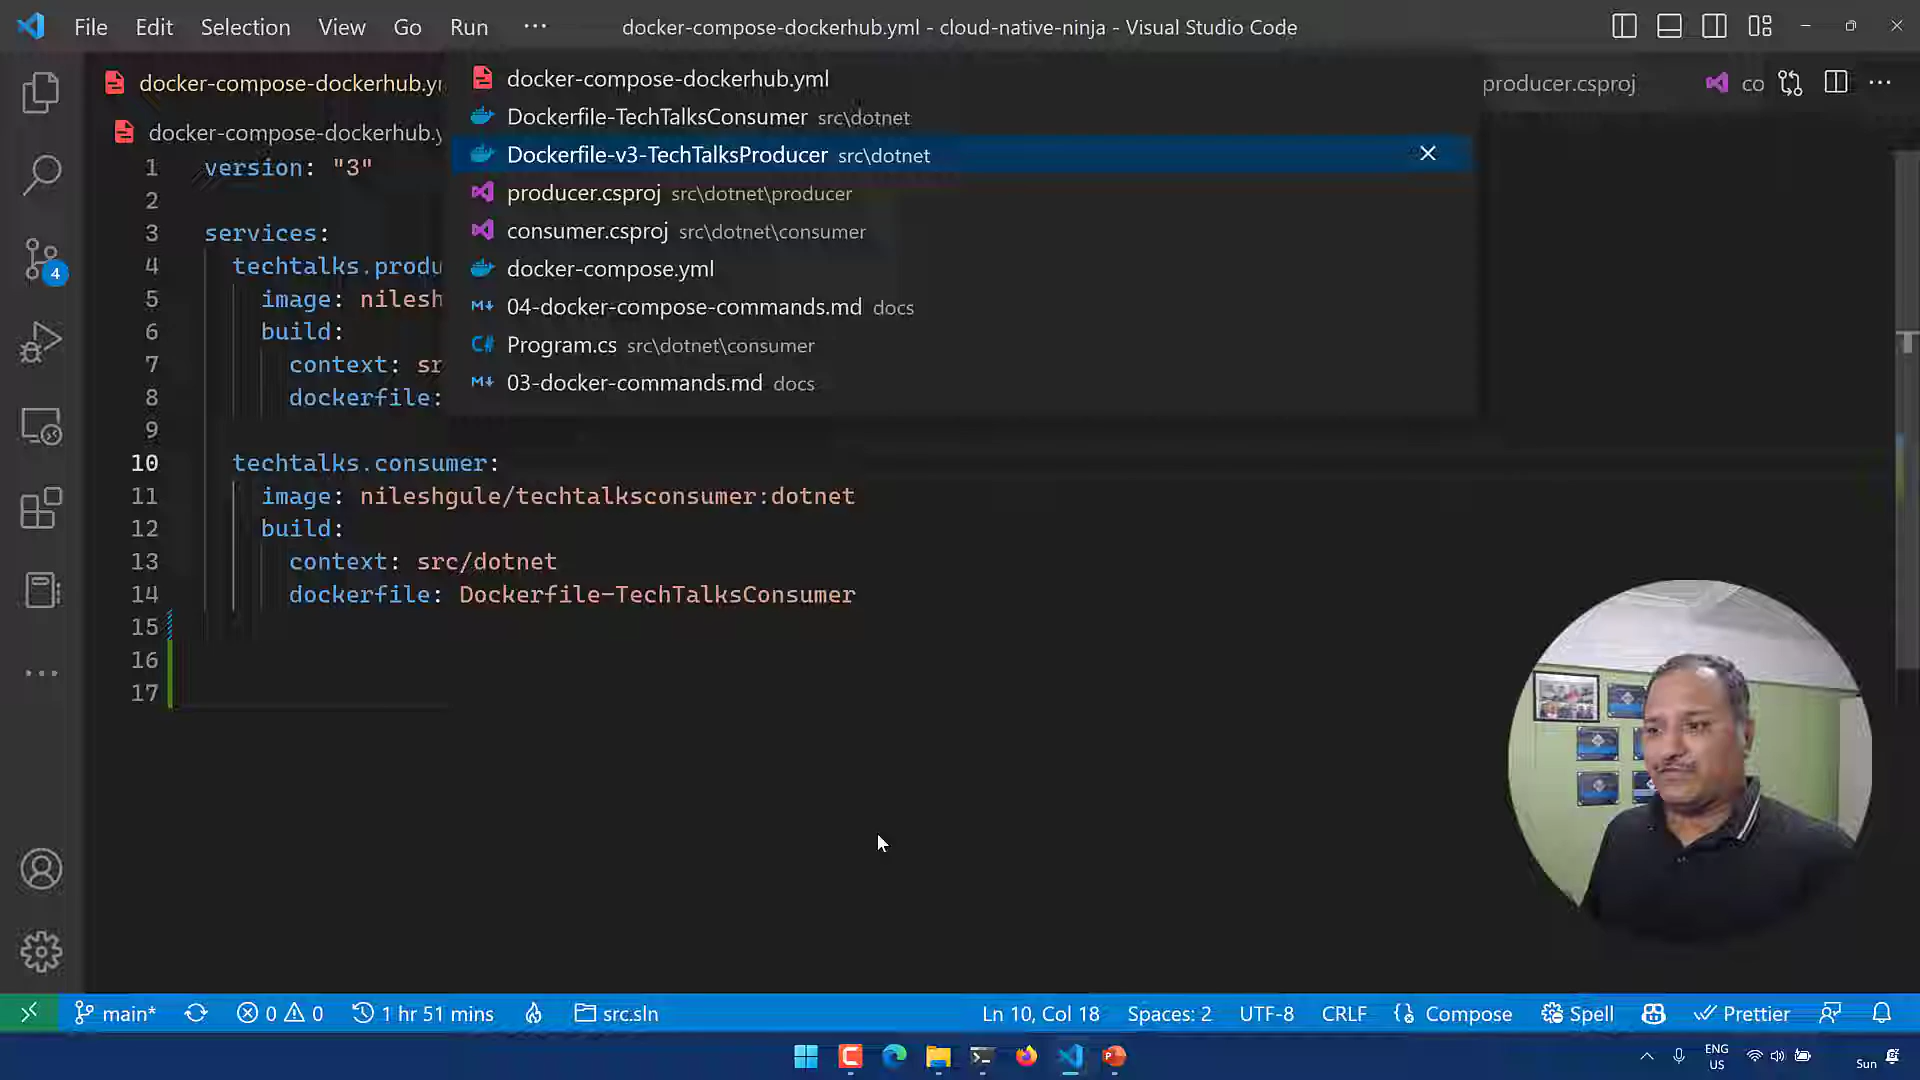 File Edit Selection View Go Run ··· docker-compose-dockerhub.yml - cloud-native-ninja - Visual Studio Code
docker-compose-dockerhub.ym
docker-compose-dockerhub.yml
producer.csproj
co
docker-compose-dockerhub.y
Dockerfile-TechTalksConsumer src\dotnet
Dockerfile-v3-TechTalksProducer src\dotnet
producer.csproj src\dotnet\producer
consumer.csproj src\dotnet\consumer
docker-compose.yml
04-docker-compose-commands.md docs
Program.cs src\dotnet\consumer
03-docker-commands.md docs
1 version: "3"
2
3 services:
4 techtalks.produ
5 image: nilesh
6 build:
7 context: sr
8 dockerfile:
9
10 techtalks.consumer:
11 image: nileshgule/techtalksconsumer:dotnet
12 build:
13 context: src/dotnet
14 dockerfile: Dockerfile-TechTalksConsumer
15
16
17
4
main* 0 0 1 hr 51 mins src.sln Ln 10, Col 18 Spaces: 2 UTF-8 CRLF Compose Spell Prettier
ENG
US
Sun